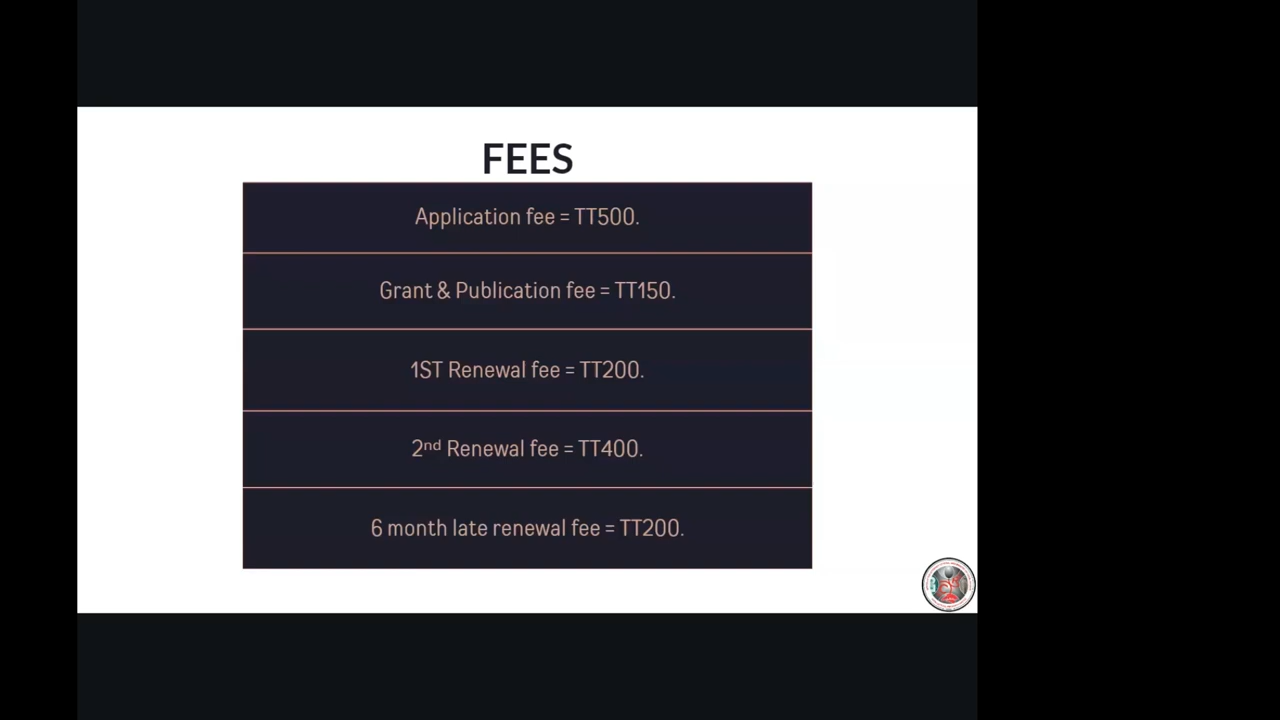 FEES
Application fee = TT500.
Grant & Publication fee = TT150.
1ST Renewal fee = TT200.
2nd Renewal fee = TT400.
6 month late renewal fee = TT200.